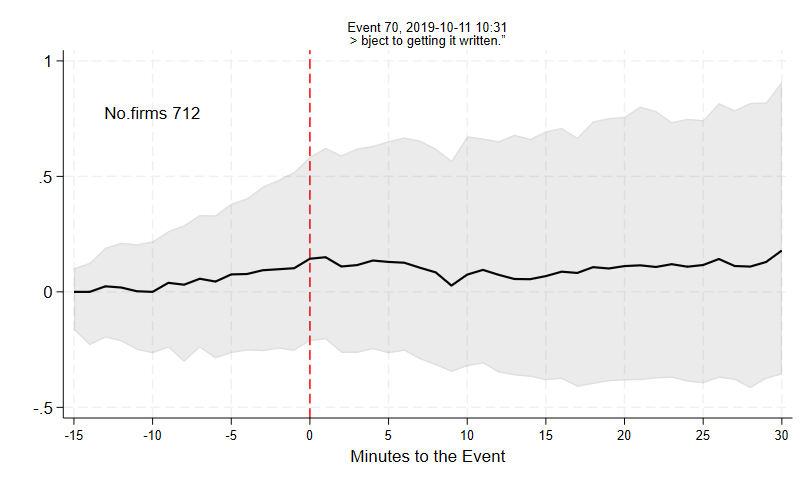 Event 70, 2019-10-11 10:31
> bject to getting it written.”
No.firms 712
1
.5
0
-.5
-15 -10 -5 0 5 10 15 20 25 30
Minutes to the Event